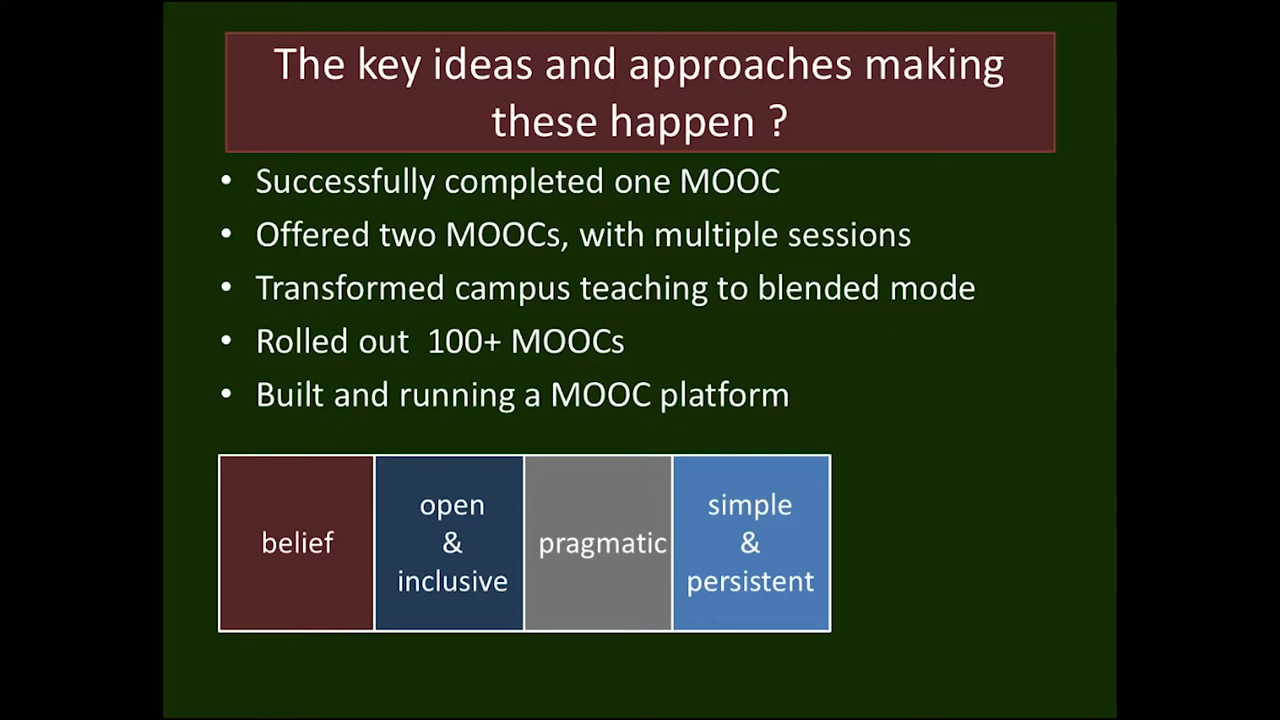 The key ideas and approaches making
these happen ?
• Successfully completed one MOOC
• Offered two MOOCs, with multiple sessions
• Transformed campus teaching to blended mode
• Rolled out 100+ MOOCs
• Built and running a MOOC platform
belief
open
&
inclusive
pragmatic
simple
&
persistent